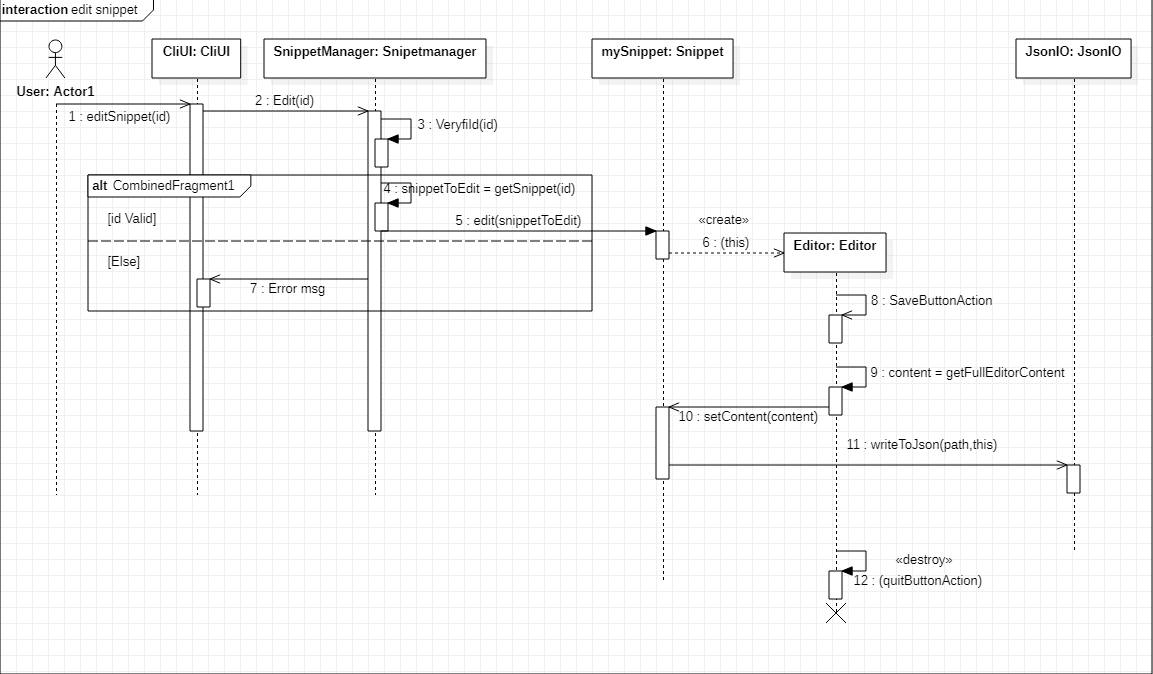 interaction edit snippet
CliUI: CliUI
SnippetManager: Snipetmanager
mySnippet: Snippet
JsonIO: JsonIO
User: Actor1
1 : editSnippet(id)
2 : Edit(id)
3 : VeryfiId(id)
alt CombinedFragment1
4 : snippetToEdit = getSnippet(id)
[id Valid]
5 : edit(snippetToEdit)
«create»
6 : (this)
Editor: Editor
[Else]
7 : Error msg
8 : SaveButtonAction
9 : content = getFullEditorContent
10 : setContent(content)
11 : writeToJson(path,this)
«destroy»
12 : (quitButtonAction)